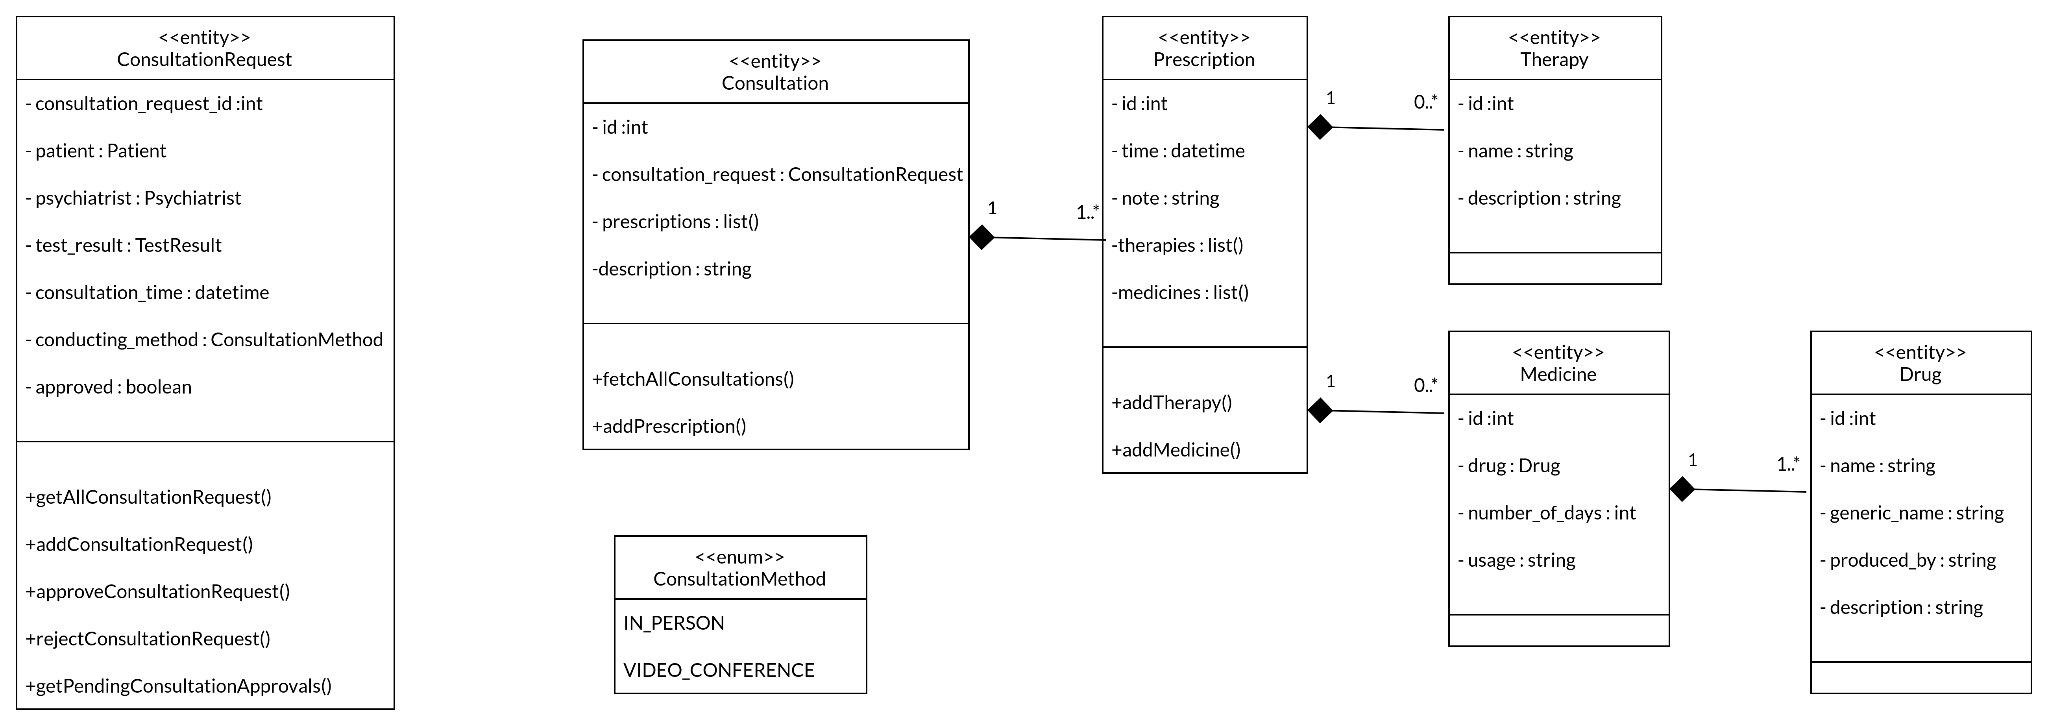 <<entity>>
ConsultationRequest
- consultation_request_id :int
- patient : Patient
- psychiatrist : Psychiatrist
- test_result : TestResult
- consultation_time : datetime
- conducting_method : ConsultationMethod
- approved : boolean
+getAllConsultationRequest()
+addConsultationRequest()
+approveConsultationRequest()
+rejectConsultationRequest()
+getPendingConsultationApprovals()
<<entity>>
Consultation
- id :int
- consultation_request : ConsultationRequest
- prescriptions : list()
-description : string
+fetchAllConsultations()
+addPrescription()
1
1..*
<<enum>>
ConsultationMethod
IN_PERSON
VIDEO_CONFERENCE
<<entity>>
Prescription
- id :int
- time : datetime
- note : string
-therapies : list()
-medicines : list()
+addTherapy()
+addMedicine()
1
0..*
1
0..*
<<entity>>
Therapy
- id :int
- name : string
- description : string
<<entity>>
Medicine
- id :int
- drug : Drug
- number_of_days : int
- usage : string
1
1..*
<<entity>>
Drug
- id :int
- name : string
- generic_name : string
- produced_by : string
- description : string